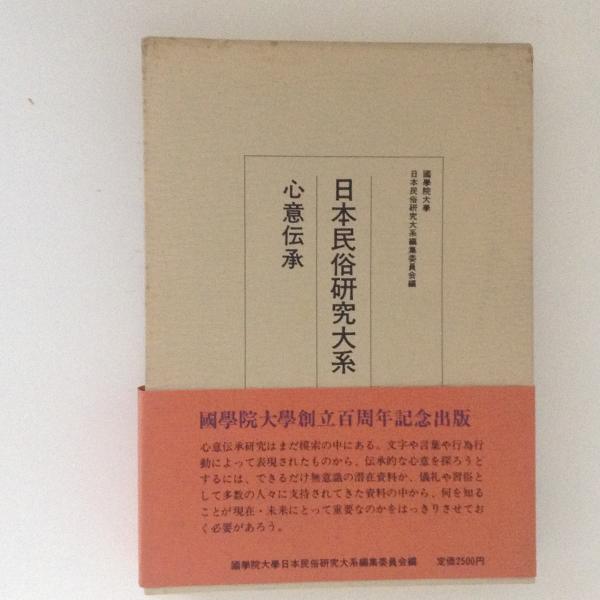 國學院大學
日本民俗研究大系編集委員会編
日本民俗研究大系
心意伝承
國學院大學創立百周年記念出版
心意伝承研究はまだ模索の中にある。文字や言葉や行為行
動によって表現されたものから、伝承的な心意を探ろうと
するには、できるだけ無意識の潜在資料か、儀礼や習俗と
して多数の人々に支持されてきた資料の中から、何を知る
ことが現在・未来にとって重要なのかをはっきりさせてお
く必要があろう。
國學院大學日本民俗研究大系編集委員会編 定価2500円